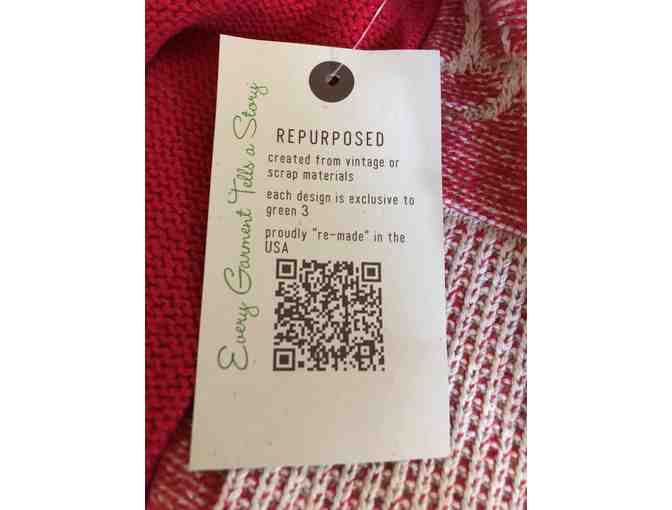 Every Garment Tells a Story
REPURPOSED
created from vintage or
scrap materials
each design is exclusive to
green 3
proudly "re-made" in the
USA